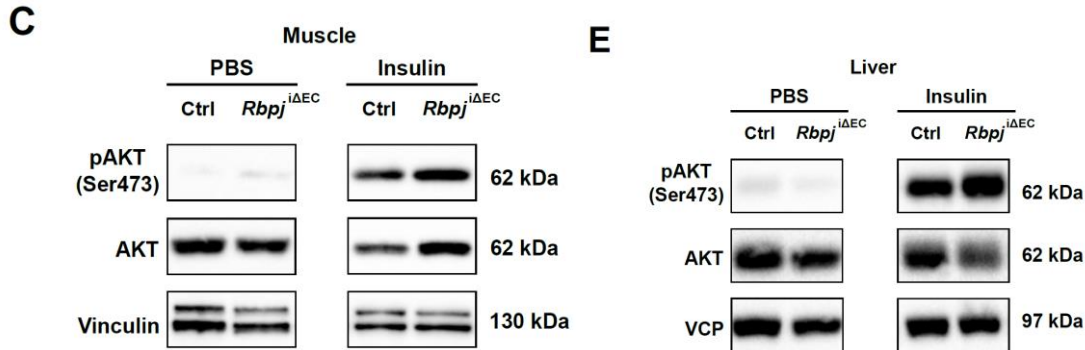 C
Muscle
PBS Insulin
Ctrl Rbpj iΔEC Ctrl Rbpj iΔEC
pAKT
(Ser473)
62 kDa
AKT
62 kDa
Vinculin
130 kDa
E
Liver
PBS Insulin
Ctrl Rbpj iΔEC Ctrl Rbpj iΔEC
pAKT
(Ser473)
62 kDa
AKT
62 kDa
VCP
97 kDa